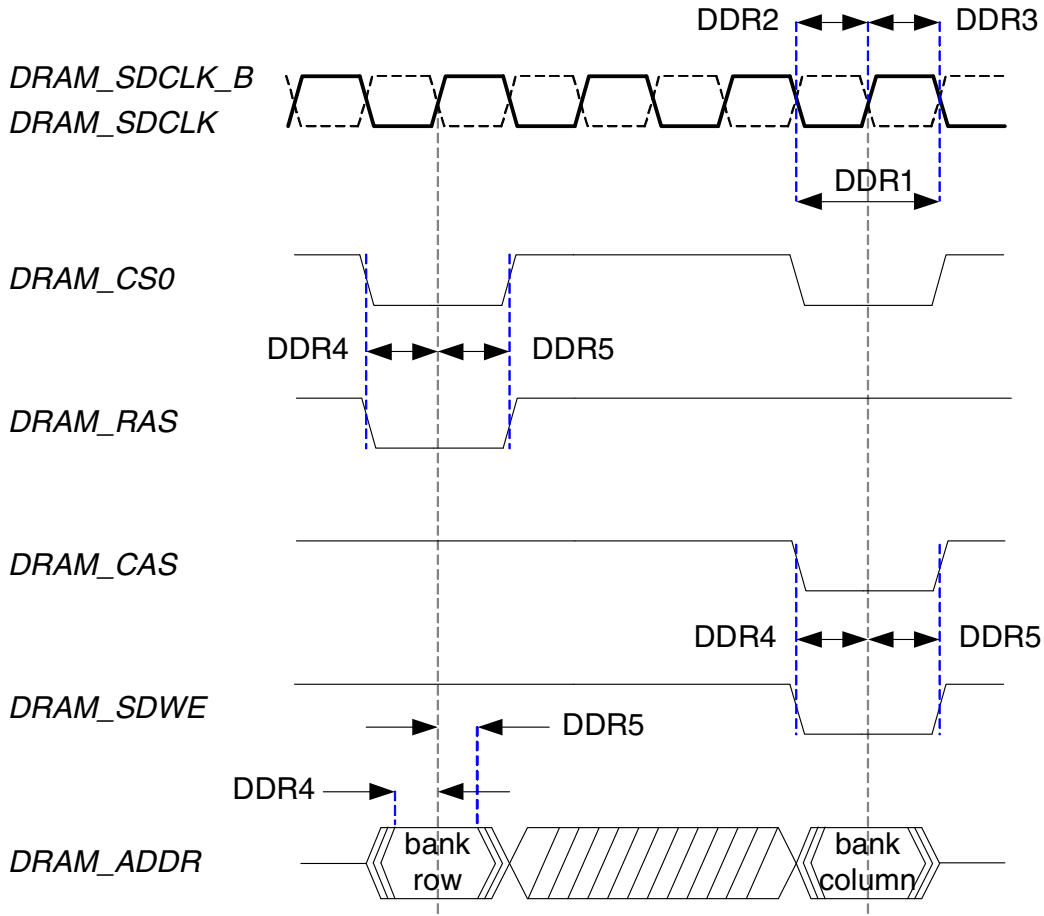 DDR2 DDR3
DRAM_SDCLK_B
DRAM_SDCLK
DDR1
DRAM_CS0
DDR4 DDR5
DRAM_RAS
DRAM_CAS
DDR4 DDR5
DRAM_SDWE
DDR5
DDR4
DRAM_ADDR
bank
row
bank
column